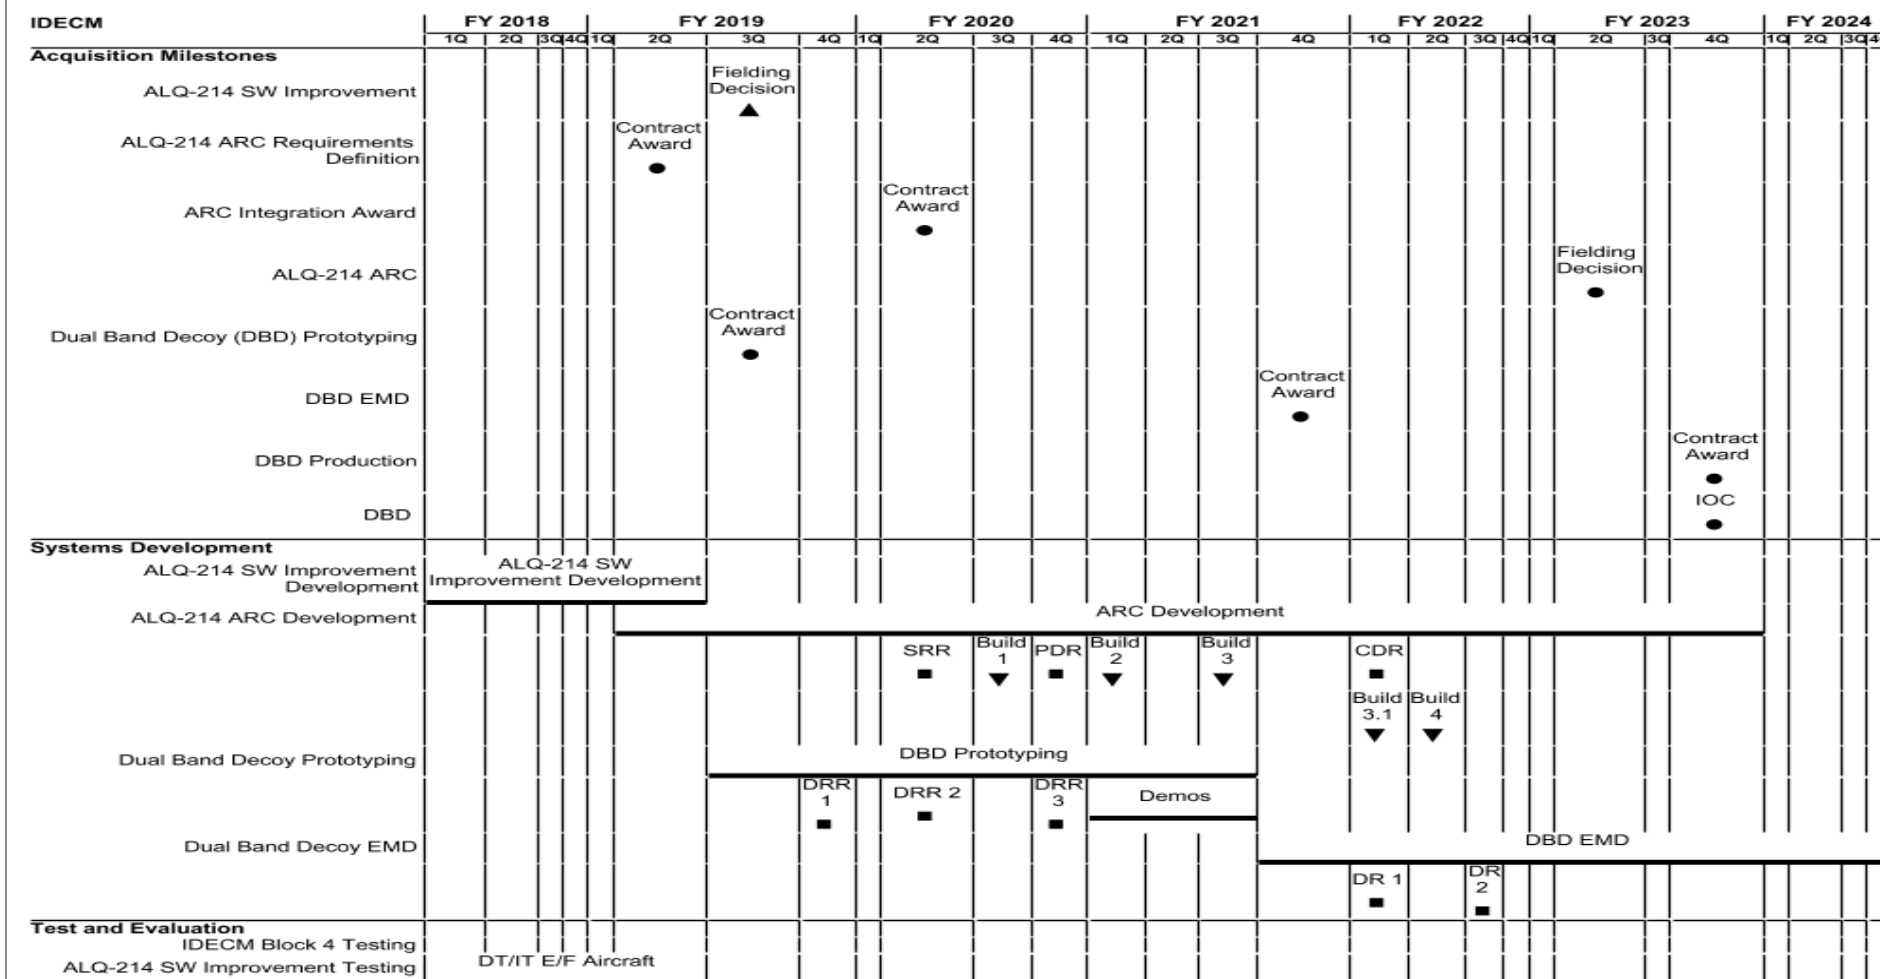 IDECM FY 2018 FY 2019 FY 2020 FY 2021 FY 2022 FY 2023 FY 2024
1Q 2Q 3Q 4Q 1Q 2Q 3Q 4Q 1Q 2Q 3Q 4Q 1Q 2Q 3Q 4Q 1Q 2Q 3Q 4Q 1Q 2Q 3Q 4Q 1Q 2Q 3Q
Acquisition Milestones
Fielding
Decision
ALQ-214 SW Improvement
Contract
Award
ALQ-214 ARC Requirements
Definition
Contract
Award
ARC Integration Award
Fielding
Decision
ALQ-214 ARC
Contract
Award
Dual Band Decoy (DBD) Prototyping
Contract
Award
DBD EMD
Contract
Award
DBD Production
IOC
DBD
Systems Development
ALQ-214 SW Improvement
Development
ALQ-214 SW
Improvement Development
ALQ-214 ARC Development
ARC Development
SRR
Build
1
PDR
Build
2
Build
3
CDR
Build
3.1
Build
4
Dual Band Decoy Prototyping
DBD Prototyping
DRR
1
DRR 2
DRR
3
Demos
Dual Band Decoy EMD
DBD EMD
DR 1
DR
2
Test and Evaluation
IDECM Block 4 Testing
ALQ-214 SW Improvement Testing
DT/IT E/F Aircraft